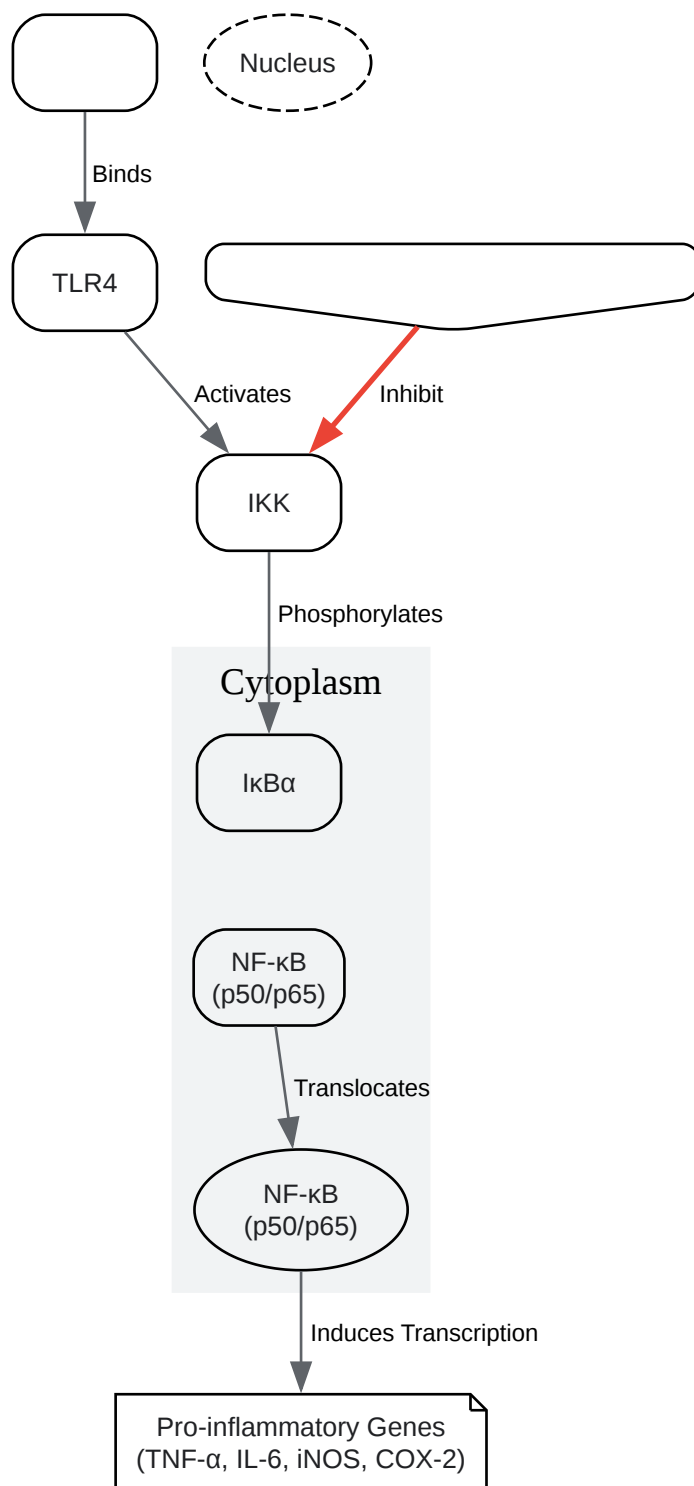 Nucleus
Binds
TLR4
Activates
Inhibit
IKK
Phosphorylates
Cytoplasm
IκBα
NF-κB
(p50/p65)
Translocates
NF-κB
(p50/p65)
Induces Transcription
Pro-inflammatory Genes
(TNF-α, IL-6, iNOS, COX-2)